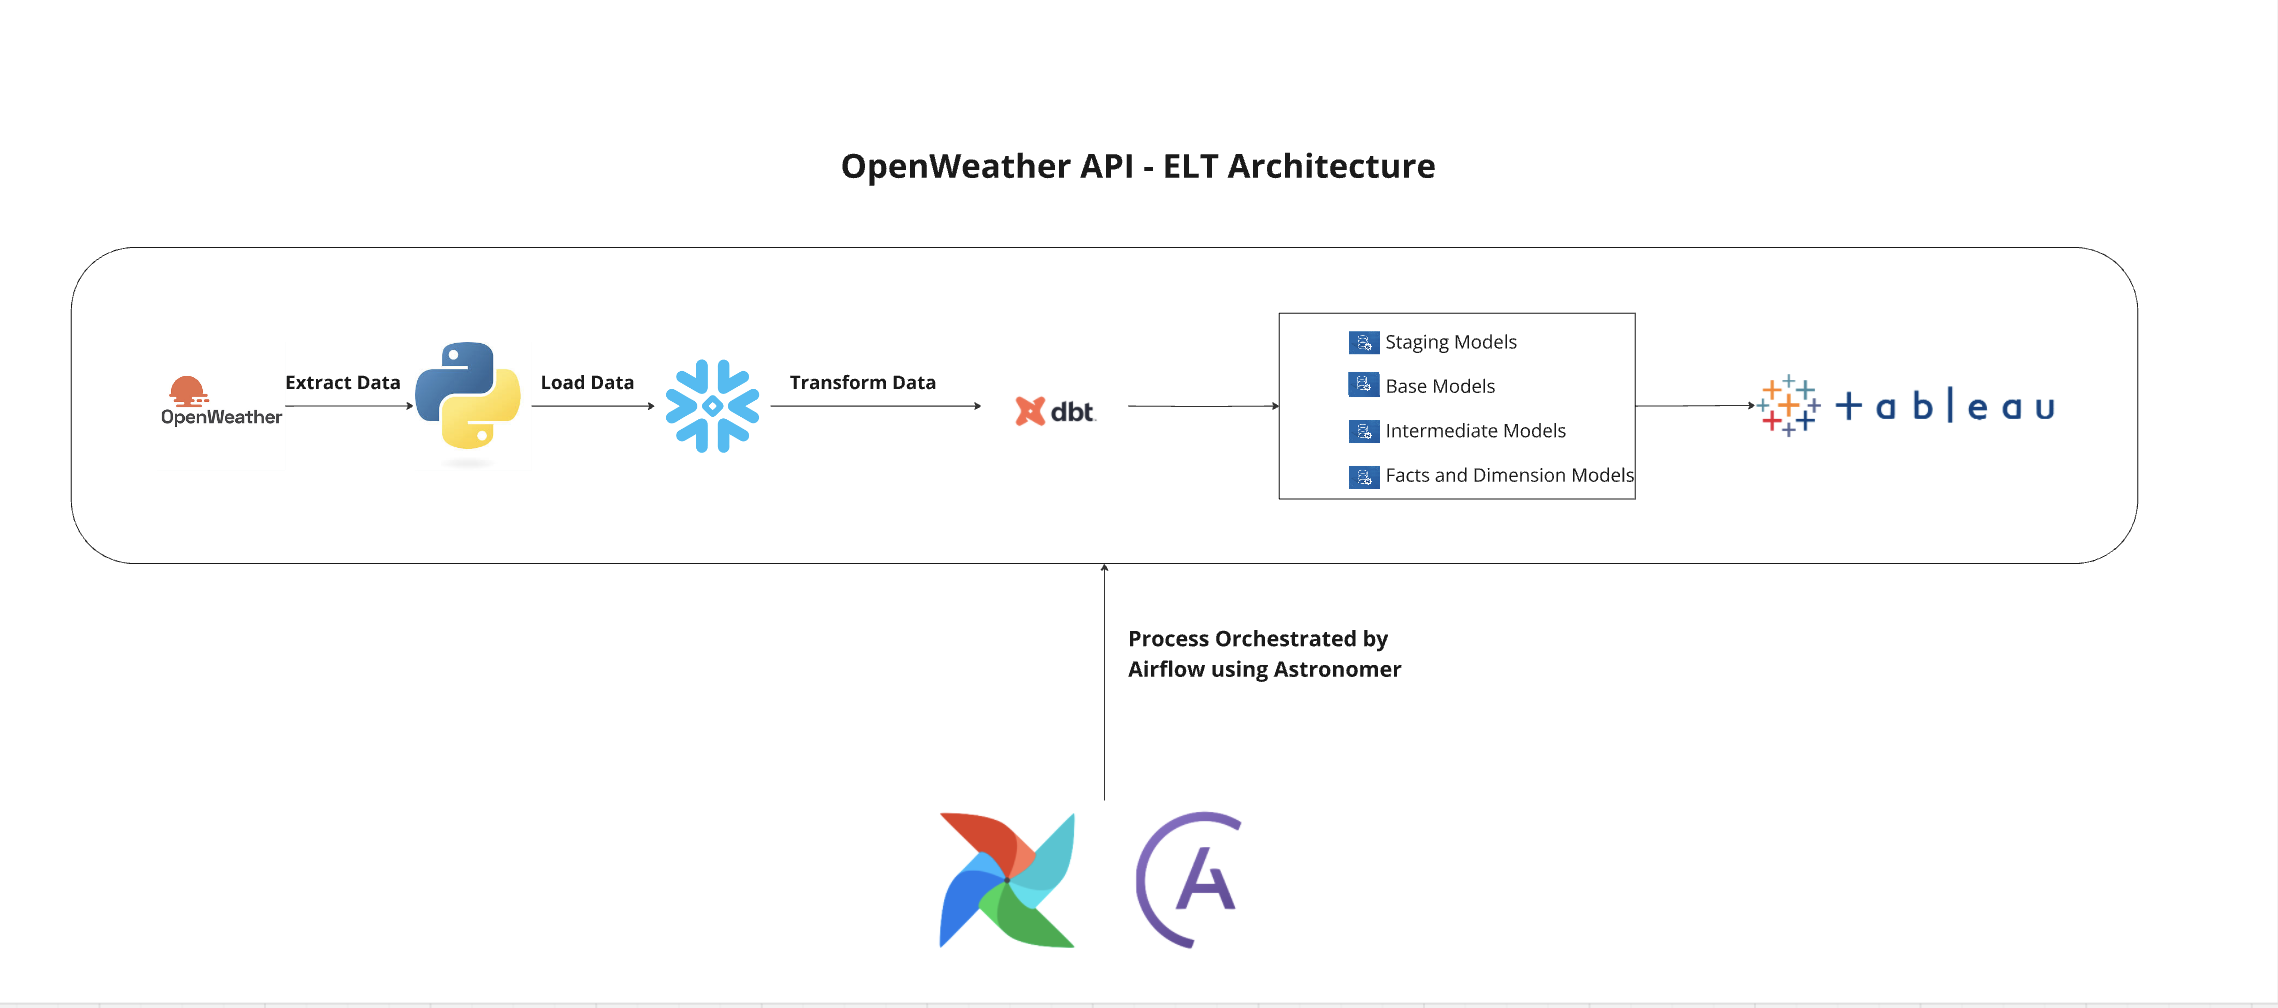 OpenWeather API - ELT Architecture
Extract Data
Load Data
Transform Data
OpenWeather
dbt
Staging Models
Base Models
Intermediate Models
Facts and Dimension Models
+ableau
Process Orchestrated by
Airflow using Astronomer
A